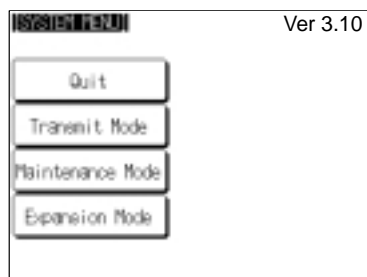 [SYSTEM MENU]
Ver 3.10
Quit
Transmit Mode
Maintenance Mode
Expansion Mode